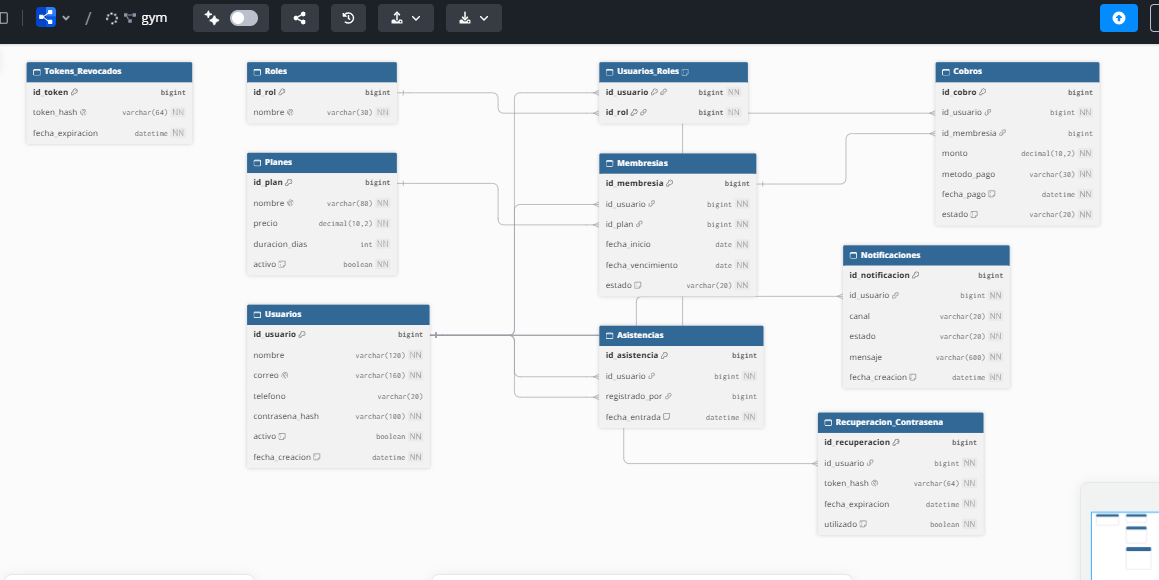 / gym
Tokens_Revocados
id_token bigint
token_hash varchar(64) NN
fecha_expiracion datetime NN
Roles
id_rol bigint
nombre varchar(30) NN
Usuarios_Roles
id_usuario bigint NN
id_rol bigint NN
Cobros
id_cobro bigint
id_usuario bigint NN
id_membresia bigint
monto decimal(10,2) NN
metodo_pago varchar(30) NN
fecha_pago datetime NN
estado varchar(20) NN
Planes
id_plan bigint
nombre varchar(80) NN
precio decimal(10,2) NN
duracion_dias int NN
activo boolean NN
Membresias
id_membresia bigint
id_usuario bigint NN
id_plan bigint NN
fecha_inicio date NN
fecha_vencimiento date NN
estado varchar(20) NN
Notificaciones
id_notificacion bigint
id_usuario bigint NN
canal varchar(20) NN
estado varchar(20) NN
mensaje varchar(600) NN
fecha_creacion datetime NN
Usuarios
id_usuario bigint
nombre varchar(120) NN
correo varchar(160) NN
telefono varchar(20)
contrasena_hash varchar(100) NN
activo boolean NN
fecha_creacion datetime NN
Asistencias
id_asistencia bigint
id_usuario bigint NN
registrado_por bigint
fecha_entrada datetime NN
Recuperacion_Contrasena
id_recuperacion bigint
id_usuario bigint NN
token_hash varchar(64) NN
fecha_expiracion datetime NN
utilizado boolean NN